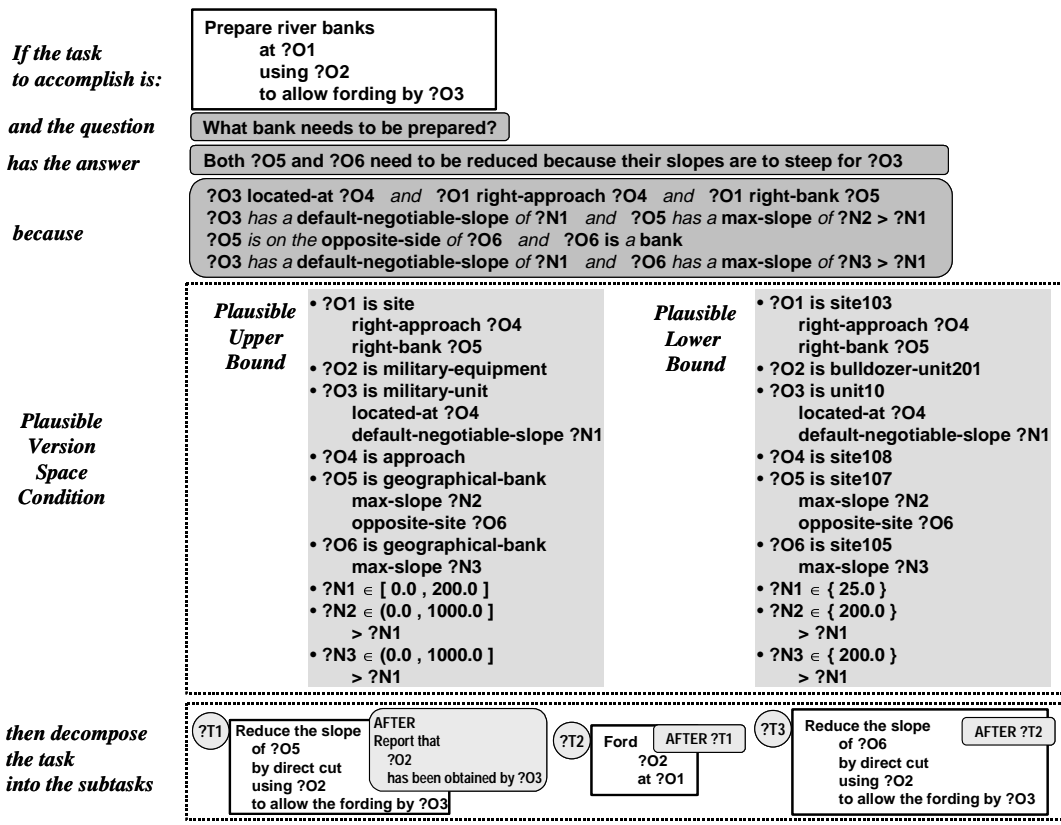 If the task
to accomplish is:
Prepare river banks
at ?O1
using ?O2
to allow fording by ?O3
and the question
What bank needs to be prepared?
has the answer
Both ?O5 and ?O6 need to be reduced because their slopes are to steep for ?O3
because
?O3 located-at ?O4 and ?O1 right-approach ?O4 and ?O1 right-bank ?O5
?O3 has a default-negotiable-slope of ?N1 and ?O5 has a max-slope of ?N2 > ?N1
?O5 is on the opposite-side of ?O6 and ?O6 is a bank
?O3 has a default-negotiable-slope of ?N1 and ?O6 has a max-slope of ?N3 > ?N1
Plausible
Version
Space
Condition
Plausible
Upper
Bound
• ?O1 is site
right-approach ?O4
right-bank ?O5
• ?O2 is military-equipment
• ?O3 is military-unit
located-at ?O4
default-negotiable-slope ?N1
• ?O4 is approach
• ?O5 is geographical-bank
max-slope ?N2
opposite-site ?O6
• ?O6 is geographical-bank
max-slope ?N3
• ?N1 ∈ [ 0.0 , 200.0 ]
• ?N2 ∈ (0.0 , 1000.0 ]
> ?N1
• ?N3 ∈ (0.0 , 1000.0 ]
> ?N1
Plausible
Lower
Bound
• ?O1 is site103
right-approach ?O4
right-bank ?O5
• ?O2 is bulldozer-unit201
• ?O3 is unit10
located-at ?O4
default-negotiable-slope ?N1
• ?O4 is site108
• ?O5 is site107
max-slope ?N2
opposite-site ?O6
• ?O6 is site105
max-slope ?N3
• ?N1 ∈ { 25.0 }
• ?N2 ∈ { 200.0 }
> ?N1
• ?N3 ∈ { 200.0 }
> ?N1
then decompose
the task
into the subtasks
?T1
Reduce the slope
of ?O5
by direct cut
using ?O2
to allow the fording by ?O3
AFTER
Report that
?O2
has been obtained by ?O3
?T2
Ford
?O2
at ?O1
AFTER ?T1
?T3
Reduce the slope
of ?O6
by direct cut
using ?O2
to allow the fording by ?O3
AFTER ?T2